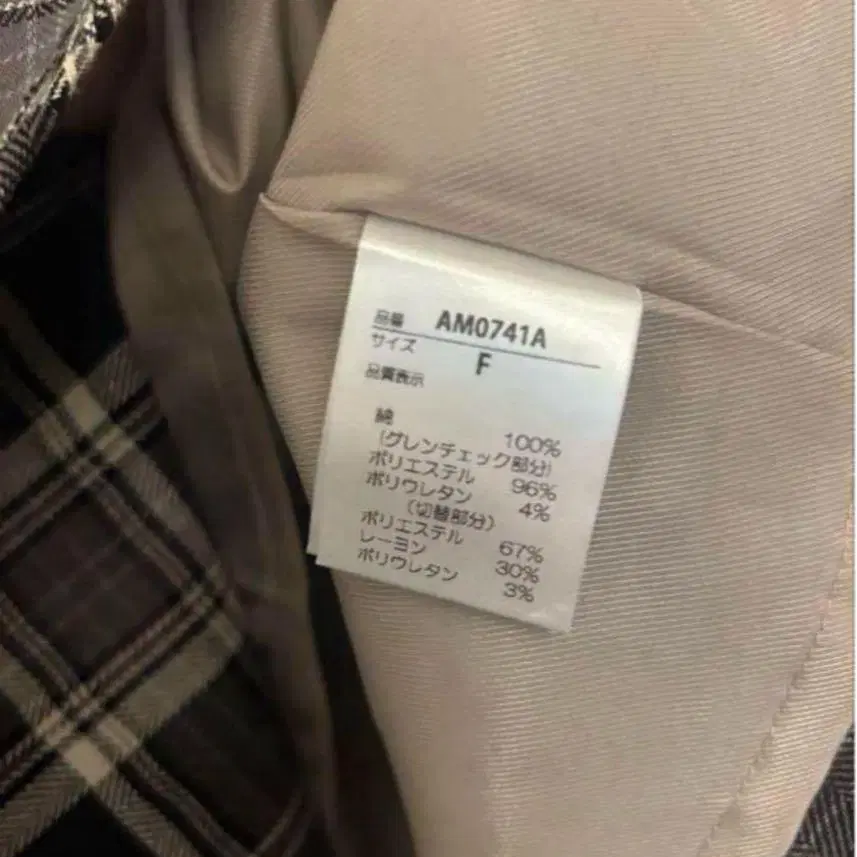 品番 AM0741A
サイズ F
品質表示
綿 100%
(グレンチェック部分)
ポリエステル 96%
ポリウレタン 4%
(切替部分)
ポリエステル 67%
レーヨン 30%
ポリウレタン 3%